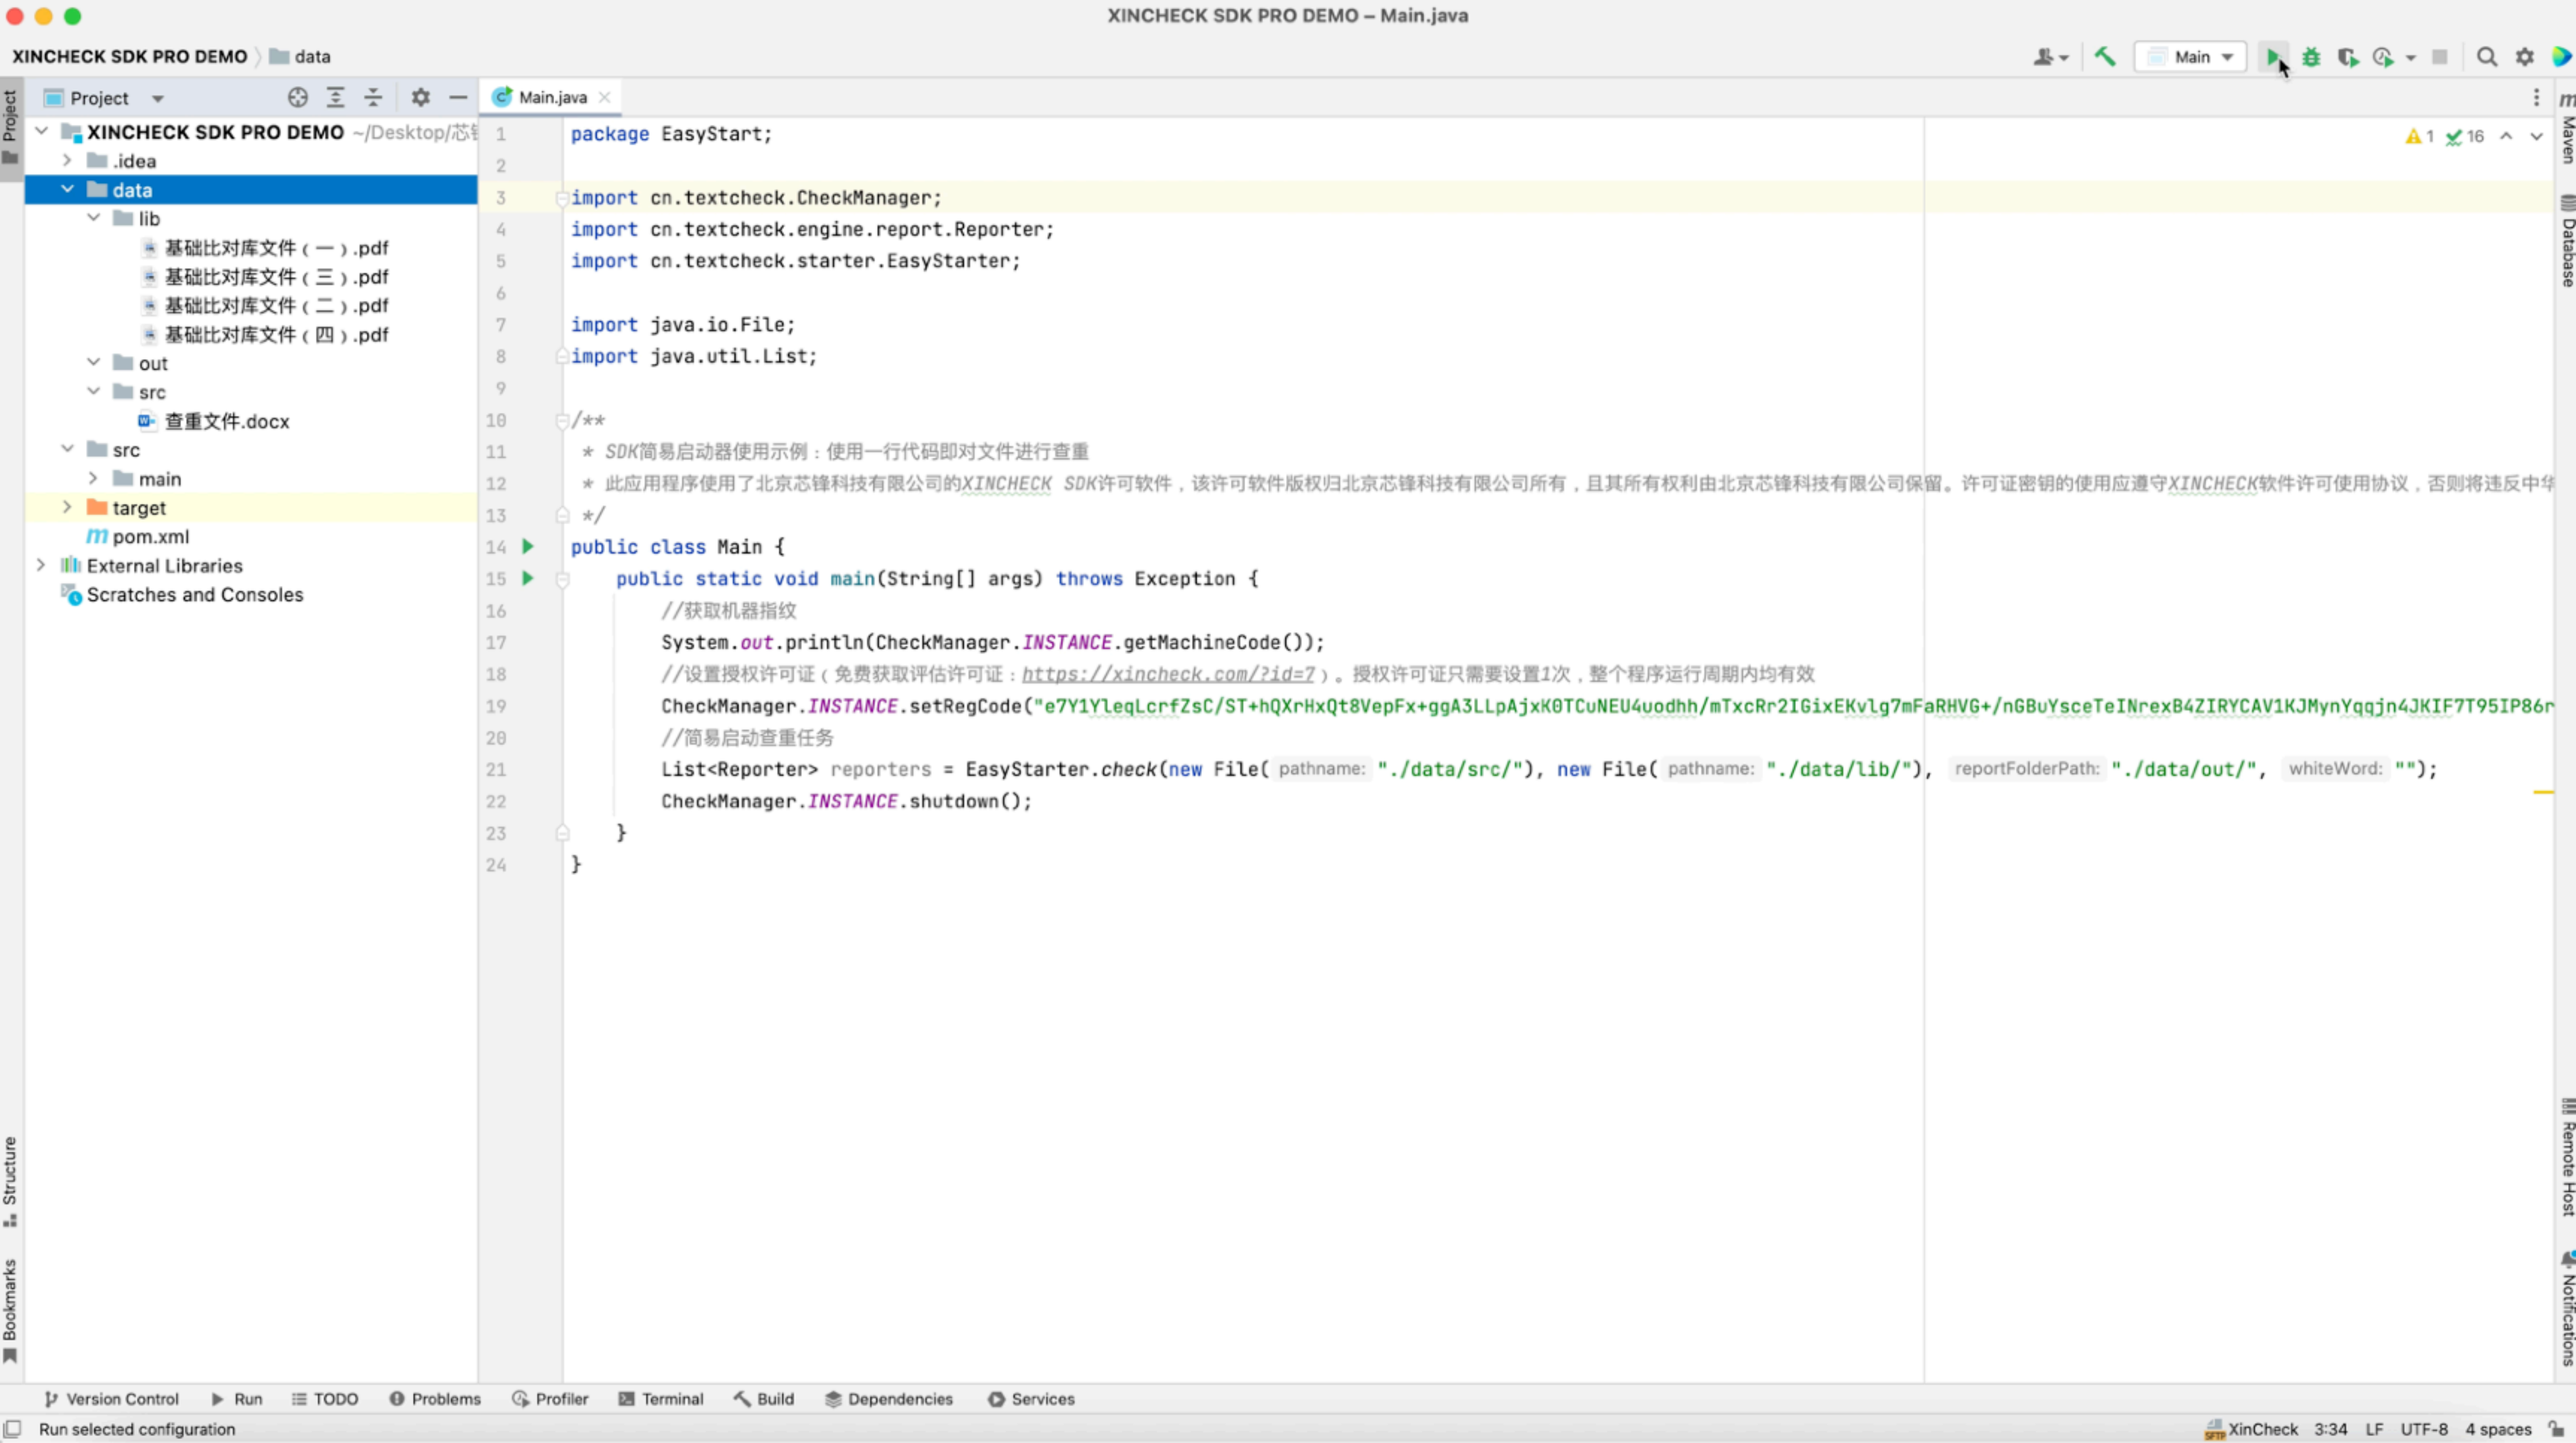 XINCHECK SDK PRO DEMO – Main.java
XINCHECK SDK PRO DEMO
data
Main
Project
Project
Main.java
XINCHECK SDK PRO DEMO ~/Desktop/芯
.idea
data
lib
基础比对库文件（一）.pdf
基础比对库文件（三）.pdf
基础比对库文件（二）.pdf
基础比对库文件（四）.pdf
out
src
查重文件.docx
src
main
target
pom.xml
External Libraries
Scratches and Consoles
1 16
1 package EasyStart;
2
3 import cn.textcheck.CheckManager;
4 import cn.textcheck.engine.report.Reporter;
5 import cn.textcheck.starter.EasyStarter;
6
7 import java.io.File;
8 import java.util.List;
9
10 /**
11 * SDK简易启动器使用示例：使用一行代码即对文件进行查重
12 * 此应用程序使用了北京芯锋科技有限公司的XINCHECK SDK许可软件，该许可软件版权归北京芯锋科技有限公司所有，且其所有权利由北京芯锋科技有限公司保留。许可证密钥的使用应遵守XINCHECK软件许可使用协议，否则将违反中华
13 */
14 public class Main {
15 public static void main(String[] args) throws Exception {
16 //获取机器指纹
17 System.out.println(CheckManager.INSTANCE.getMachineCode());
18 //设置授权许可证（免费获取评估许可证：https://xincheck.com/?id=7）。授权许可证只需要设置1次，整个程序运行周期内均有效
19 CheckManager.INSTANCE.setRegCode("e7Y1YleqLcrfZsC/ST+hQXrHxQt8VepFx+ggA3LLpAjxK0TCuNEU4uodhh/mTxcRr2IGixEKvlg7mFaRHVG+/nGBuYsceTeINrexB4ZIRYCAV1KJMynYqqjn4JKIF7T95IP86r
20 //简易启动查重任务
21 List<Reporter> reporters = EasyStarter.check(new File( pathname: "./data/src/"), new File( pathname: "./data/lib/"), reportFolderPath: "./data/out/", whiteWord: "");
22 CheckManager.INSTANCE.shutdown();
23 }
24 }
Maven
Database
Remote Host
Notifications
Structure
Bookmarks
Version Control Run TODO Problems Profiler Terminal Build Dependencies Services
Run selected configuration
SFTP XinCheck 3:34 LF UTF-8 4 spaces